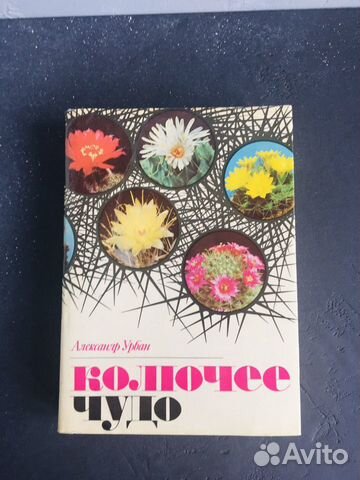 Александр Урбан
колючее
чудо
Avito